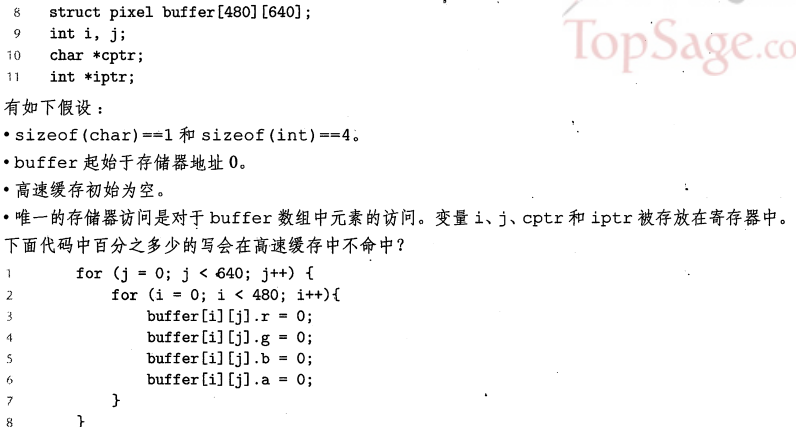 8 struct pixel buffer[480][640];
9 int i, j;
10 char *cptr;
11 int *iptr;
TopSage.co
有如下假设：
• sizeof(char)==1 和 sizeof(int)==4。
• buffer 起始于存储器地址 0。
• 高速缓存初始为空。
• 唯一的存储器访问是对于 buffer 数组中元素的访问。变量 i、j、cptr 和 iptr 被存放在寄存器中。
下面代码中百分之多少的写会在高速缓存中不命中?
1 for (j = 0; j < 640; j++) {
2 for (i = 0; i < 480; i++){
3 buffer[i][j].r = 0;
4 buffer[i][j].g = 0;
5 buffer[i][j].b = 0;
6 buffer[i][j].a = 0;
7 }
8 }